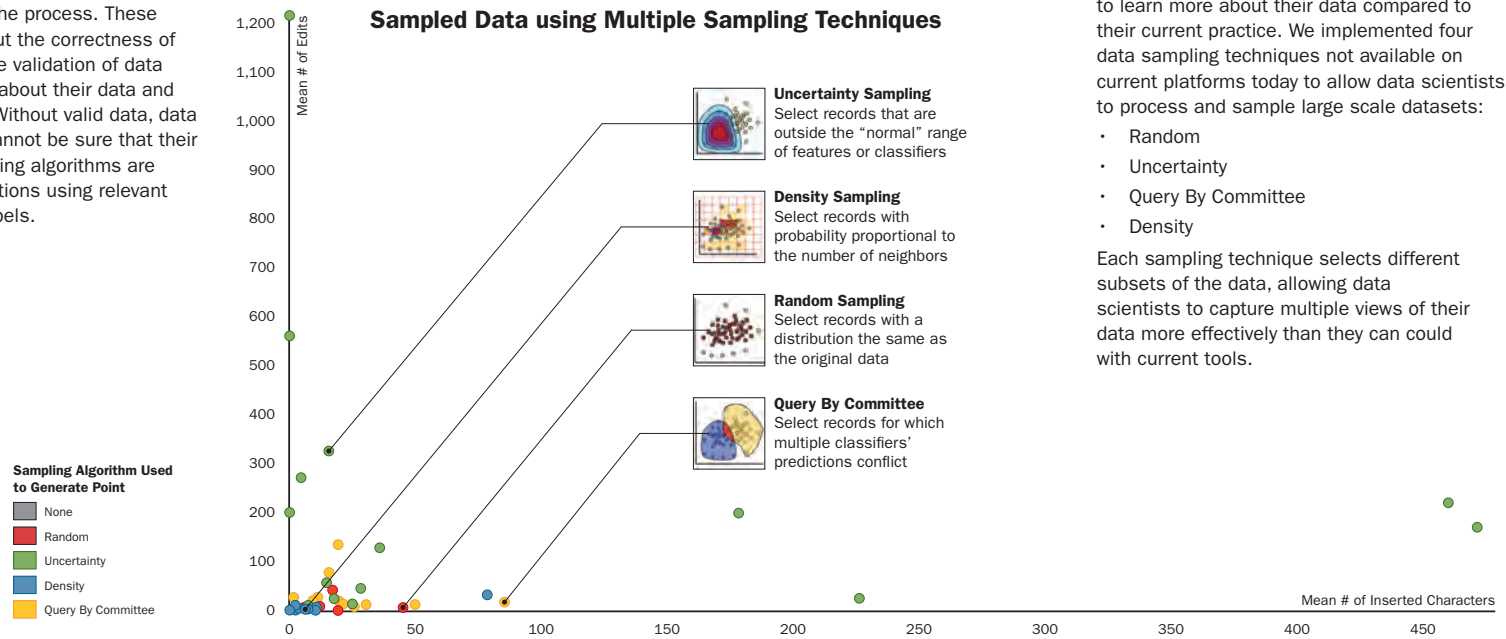 he process. These
ut the correctness of
e validation of data
about their data and
Without valid data, data
annot be sure that their
ing algorithms are
tions using relevant
bels.
Sampled Data using Multiple Sampling Techniques
Mean # of Edits
1,200
1,100
1,000
900
800
700
600
500
400
300
200
100
0
Uncertainty Sampling
Select records that are
outside the “normal” range
of features or classifiers
Density Sampling
Select records with
probability proportional to
the number of neighbors
Random Sampling
Select records with a
distribution the same as
the original data
Query By Committee
Select records for which
multiple classifiers’
predictions conflict
Sampling Algorithm Used
to Generate Point
None
Random
Uncertainty
Density
Query By Committee
Mean # of Inserted Characters
0 50 100 150 200 250 300 350 400 450
to learn more about their data compared to
their current practice. We implemented four
data sampling techniques not available on
current platforms today to allow data scientists
to process and sample large scale datasets:
• Random
• Uncertainty
• Query By Committee
• Density
Each sampling technique selects different
subsets of the data, allowing data
scientists to capture multiple views of their
data more effectively than they can could
with current tools.